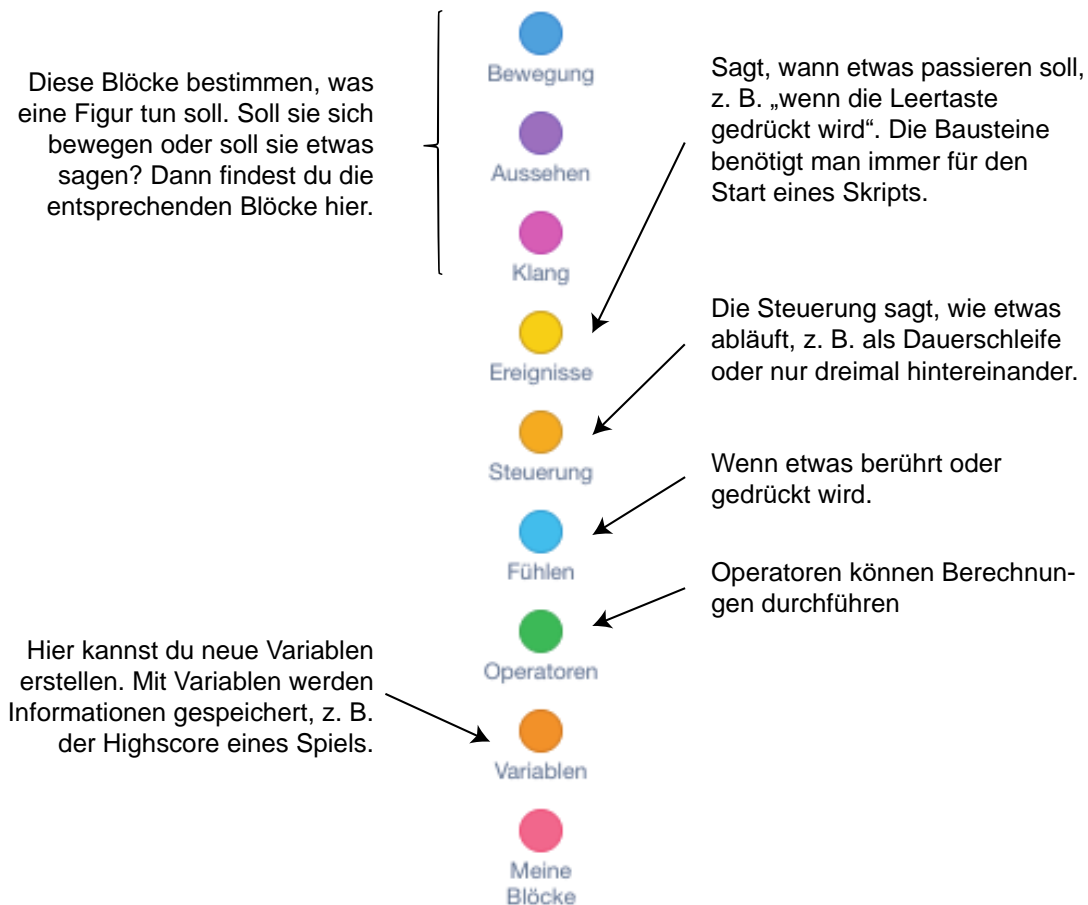 Diese Blöcke bestimmen, was
eine Figur tun soll. Soll sie sich
bewegen oder soll sie etwas
sagen? Dann findest du die
entsprechenden Blöcke hier.
Bewegung
Aussehen
Klang
Sagt, wann etwas passieren soll,
z. B. „wenn die Leertaste
gedrückt wird“. Die Bausteine
benötigt man immer für den
Start eines Skripts.
Ereignisse
Die Steuerung sagt, wie etwas
abläuft, z. B. als Dauerschleife
oder nur dreimal hintereinander.
Steuerung
Wenn etwas berührt oder
gedrückt wird.
Fühlen
Operatoren können Berechnun-
gen durchführen
Operatoren
Hier kannst du neue Variablen
erstellen. Mit Variablen werden
Informationen gespeichert, z. B.
der Highscore eines Spiels.
Variablen
Meine
Blöcke